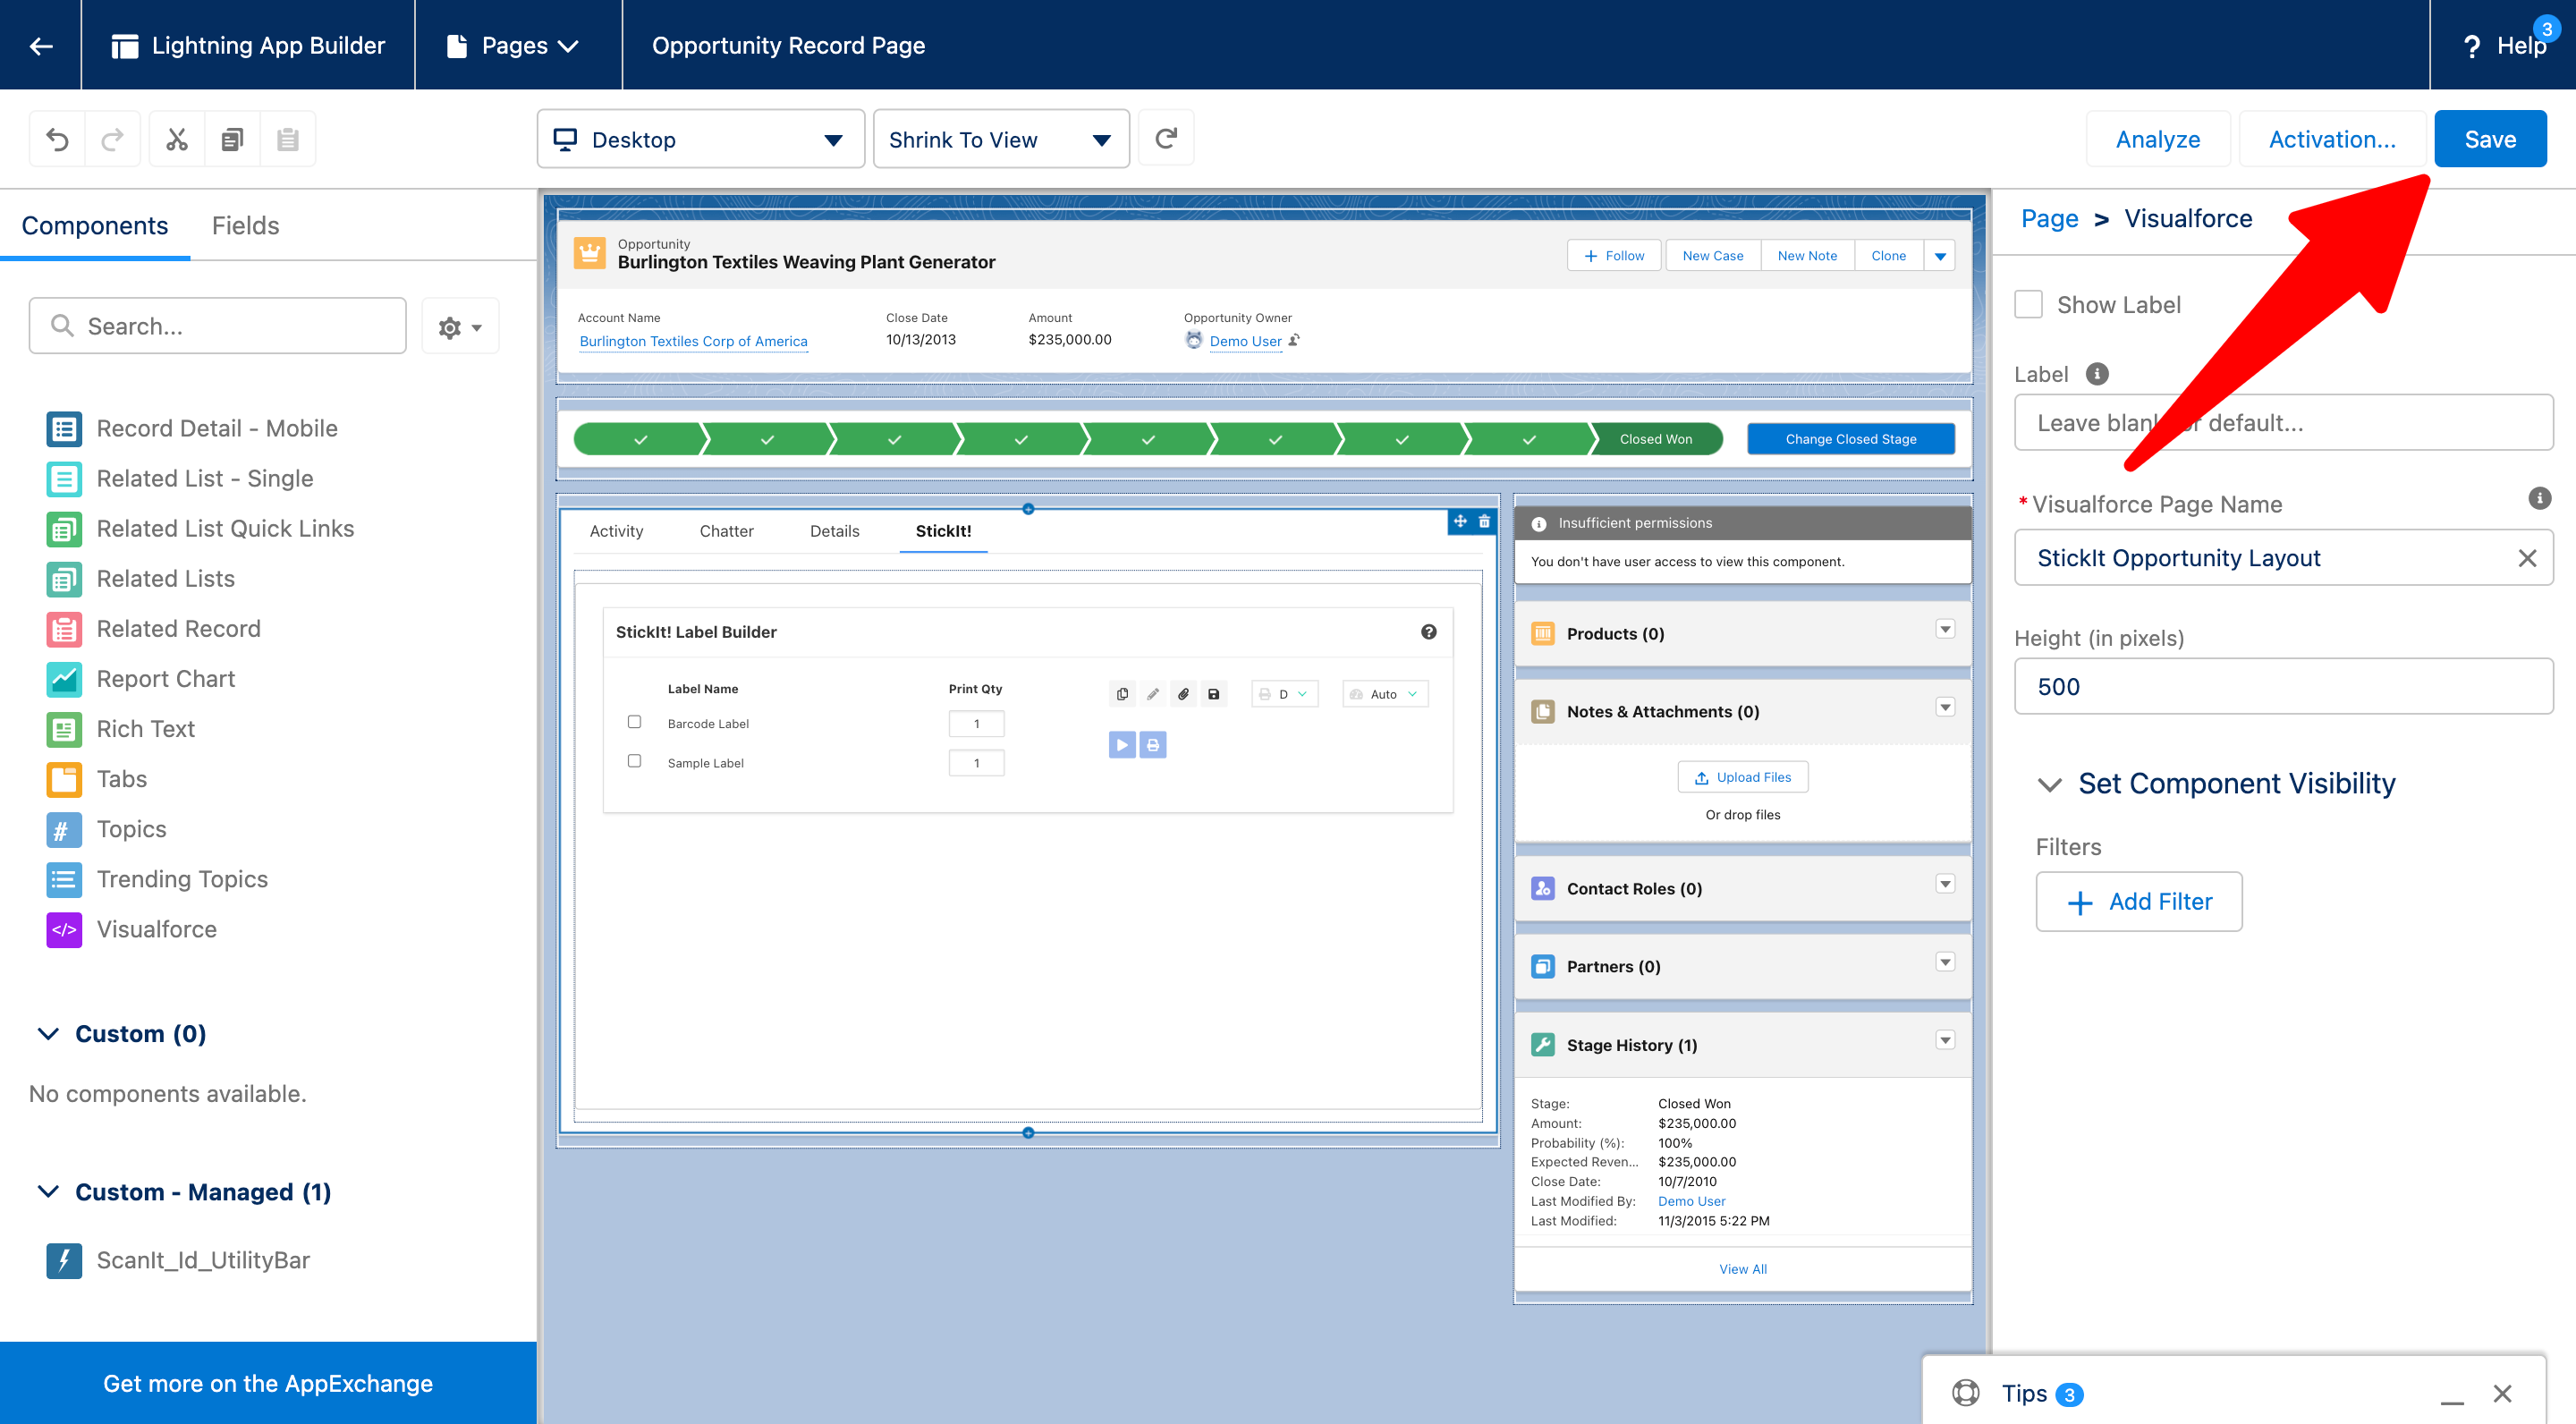 Lightning App Builder
Pages
Opportunity Record Page
? Help
3
Desktop
Shrink To View
Analyze
Activation...
Save
Components
Fields
Search...
Record Detail - Mobile
Related List - Single
Related List Quick Links
Related Lists
Related Record
Report Chart
Rich Text
Tabs
# Topics
Trending Topics
</> Visualforce
Custom (0)
No components available.
Custom - Managed (1)
ScanIt_Id_UtilityBar
Get more on the AppExchange
Opportunity
Burlington Textiles Weaving Plant Generator
+ Follow
New Case
New Note
Clone
Account Name
Burlington Textiles Corp of America
Close Date
10/13/2013
Amount
$235,000.00
Opportunity Owner
Demo User
Closed Won
Change Closed Stage
Activity
Chatter
Details
StickIt!
StickIt! Label Builder
Label Name
Print Qty
D
Auto
Barcode Label
1
Sample Label
1
Insufficient permissions
You don't have user access to view this component.
Products (0)
Notes & Attachments (0)
Upload Files
Or drop files
Contact Roles (0)
Partners (0)
Stage History (1)
Stage: Closed Won
Amount: $235,000.00
Probability (%): 100%
Expected Reven... $235,000.00
Close Date: 10/7/2010
Last Modified By: Demo User
Last Modified: 11/3/2015 5:22 PM
View All
Page > Visualforce
Show Label
Label
Leave blank or default...
*Visualforce Page Name
StickIt Opportunity Layout
Height (in pixels)
500
Set Component Visibility
Filters
+ Add Filter
Tips 3